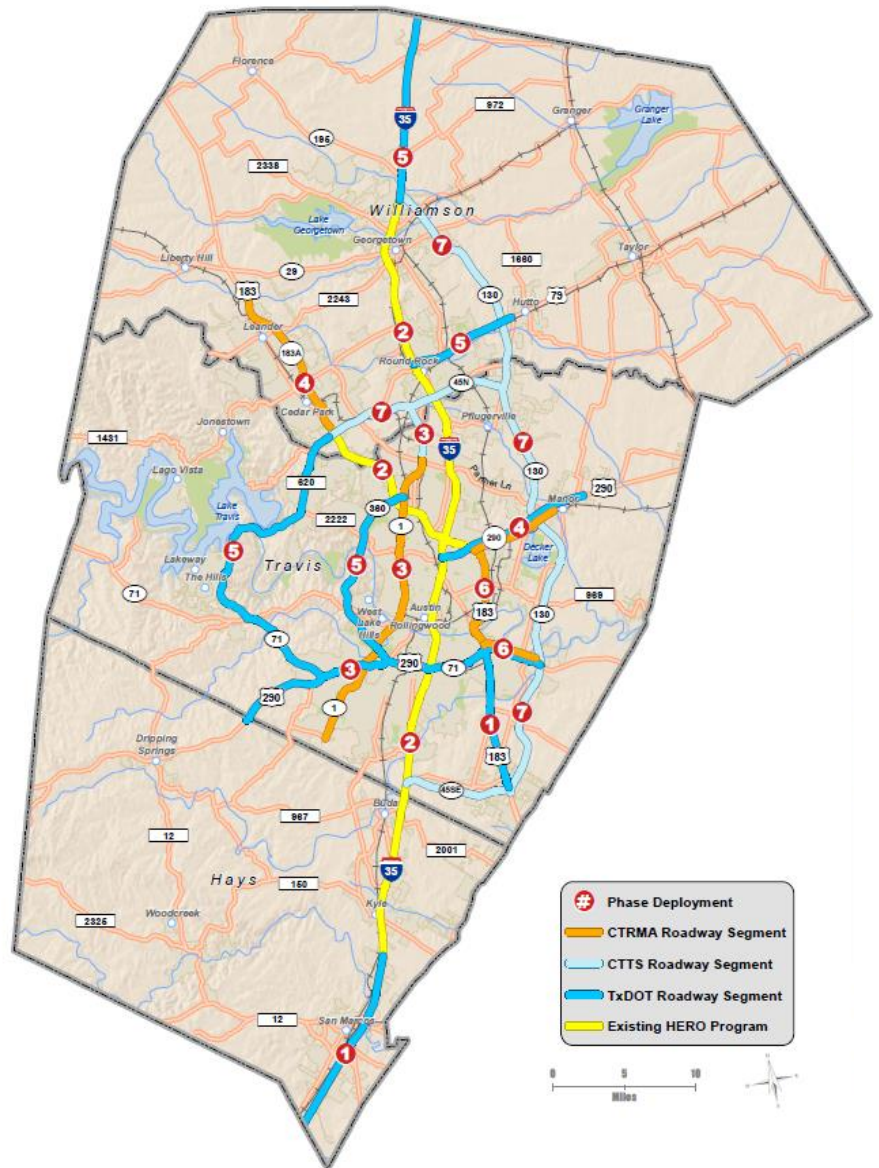 Florence
972
Granger
Granger
Lake
35
195
5
2338
Williamson
Lake
Georgetown
Georgetown
7
Taylor
Liberty Hill
29
1660
183
2243
130
Hutto
79
Leander
2
5
183A
Round Rock
4
45N
Cedar Park
7
Pflugerville
Jonestown
3
1431
35
7
Lago Vista
2
Parmer Ln
130
620
290
Lake
Travis
360
Manor
2222
1
4
290
Decker
Lake
5
Lakeway
Travis
5
3
The Hills
6
71
West
Lake
Hills
Austin
183
969
Rollingwood
130
71
3
290
71
6
290
1
1
7
2
183
Dripping
Springs
45SE
Buda
967
12
2001
35
Hays
150
Kyle
2325
Woodcreek
12
San Marcos
1
# Phase Deployment
CTRMA Roadway Segment
CTTS Roadway Segment
TxDOT Roadway Segment
Existing HERO Program
0 5 10
Miles